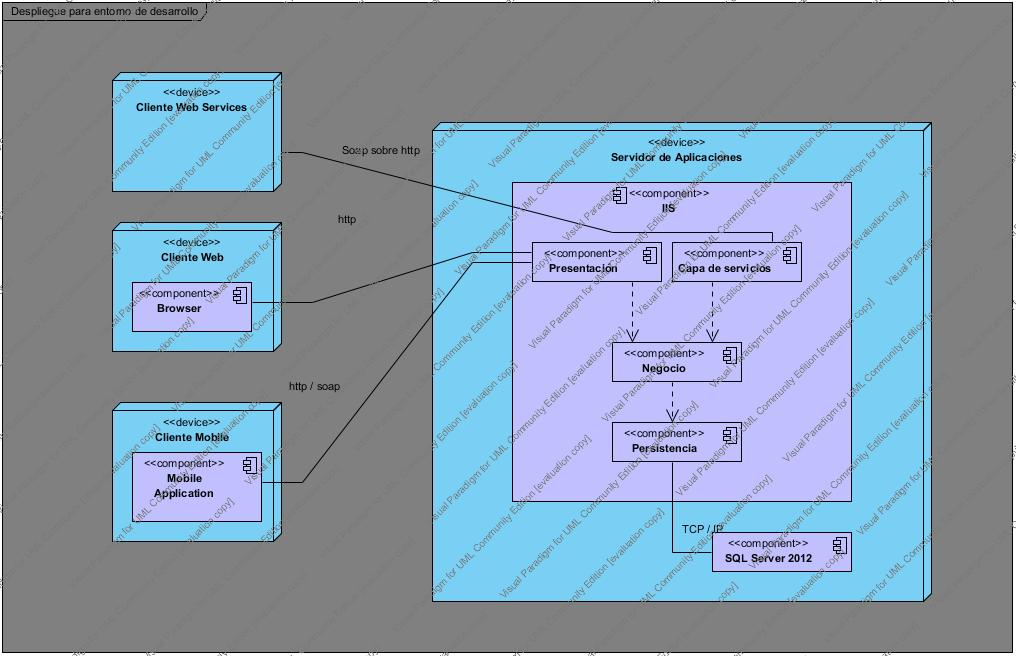 Despliegue para entorno de desarrollo
<<device>>
Cliente Web Services
Soap sobre http
<<device>>
Servidor de Aplicaciones
<<component>>
IIS
http
<<device>>
Cliente Web
<<component>>
Browser
<<component>>
Presentación
<<component>>
Capa de servicios
<<component>>
Negocio
http / soap
<<device>>
Cliente Mobile
<<component>>
Mobile
Application
<<component>>
Persistencia
TCP / IP
<<component>>
SQL Server 2012
Visual Paradigm for UML Community Edition [evaluation copy]